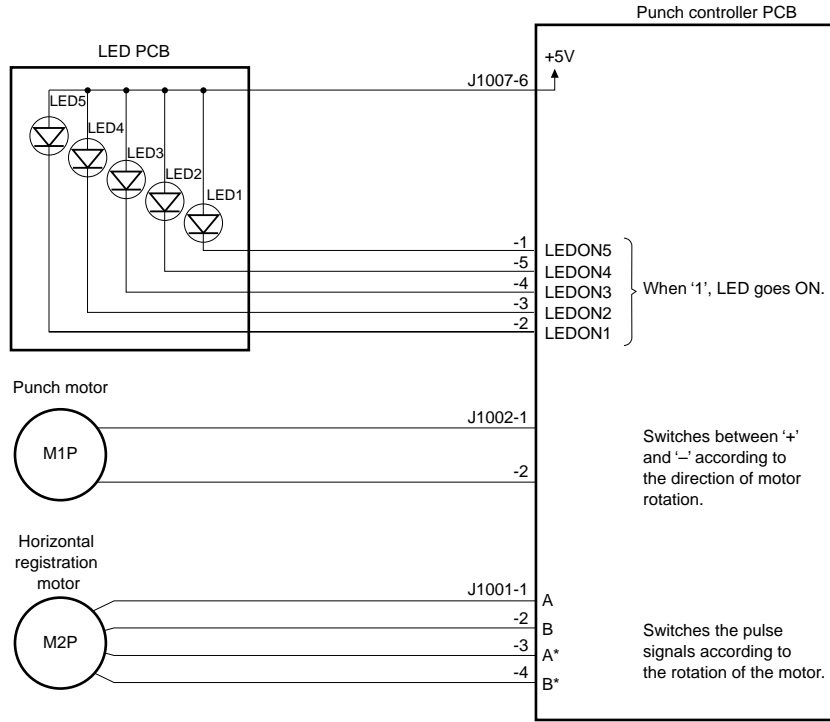 Punch controller PCB
LED PCB
+5V
J1007-6
LED5
LED4
LED3
LED2
LED1
-1
LEDON5
-5
LEDON4
-4
LEDON3
-3
LEDON2
-2
LEDON1
When ‘1’, LED goes ON.
Punch motor
M1P
J1002-1
-2
Switches between ‘+’
and ‘–’ according to
the direction of motor
rotation.
Horizontal
registration
motor
M2P
J1001-1
A
-2
B
-3
A*
-4
B*
Switches the pulse
signals according to
the rotation of the motor.